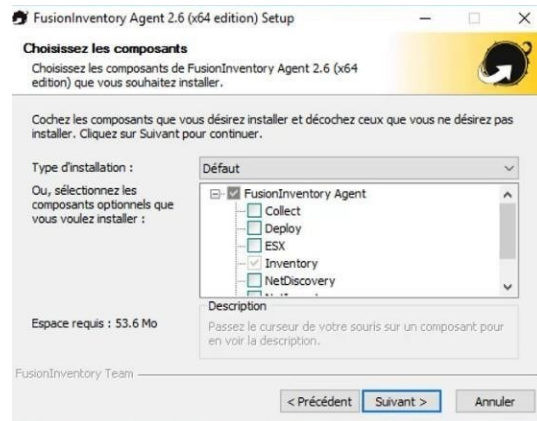 FusionInventory Agent 2.6 (x64 edition) Setup
Choisissez les composants
Choisissez les composants de FusionInventory Agent 2.6 (x64
edition) que vous souhaitez installer.
Cochez les composants que vous désirez installer et décochez ceux que vous ne désirez pas
installer. Cliquez sur Suivant pour continuer.
Type d'installation :
Défaut
Ou, sélectionnez les
composants optionnels que
vous voulez installer :
FusionInventory Agent
Collect
Deploy
ESX
Inventory
NetDiscovery
Espace requis : 53.6 Mo
Description
Passez le curseur de votre souris sur un composant pour
en voir la description.
FusionInventory Team
< Précédent
Suivant >
Annuler